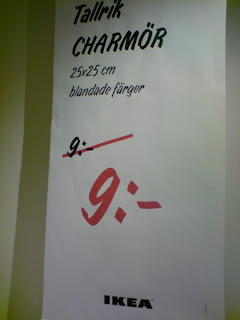 Tallrik
CHARMÖR
25x25 cm
blandade färger
9:-
9:-
IKEA